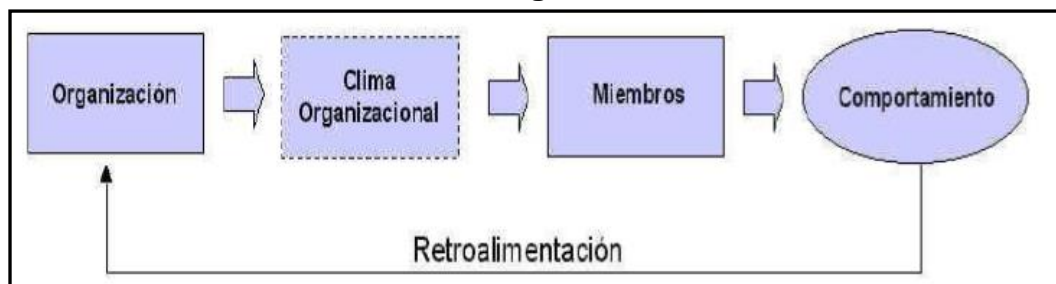 Organización
Clima
Organizacional
Miembros
Comportamiento
Retroalimentación